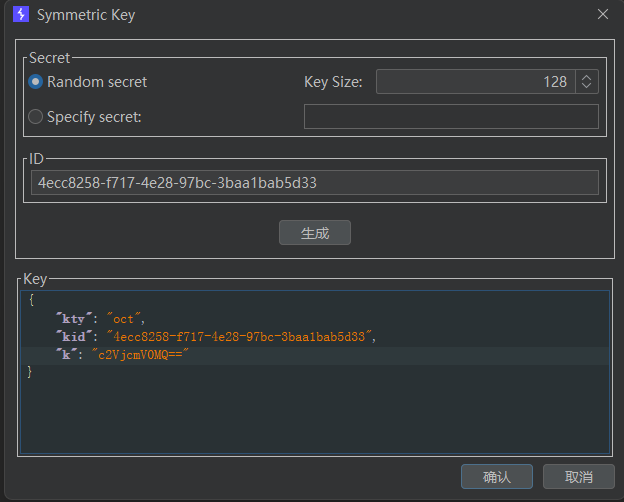 Symmetric Key
Secret
Random secret
Key Size:
128
Specify secret:
ID
4ecc8258-f717-4e28-97bc-3baa1bab5d33
生成
Key
{
"kty": "oct",
"kid": "4ecc8258-f717-4e28-97bc-3baa1bab5d33",
"k": "c2VjcmV0MQ=="
}
确认
取消